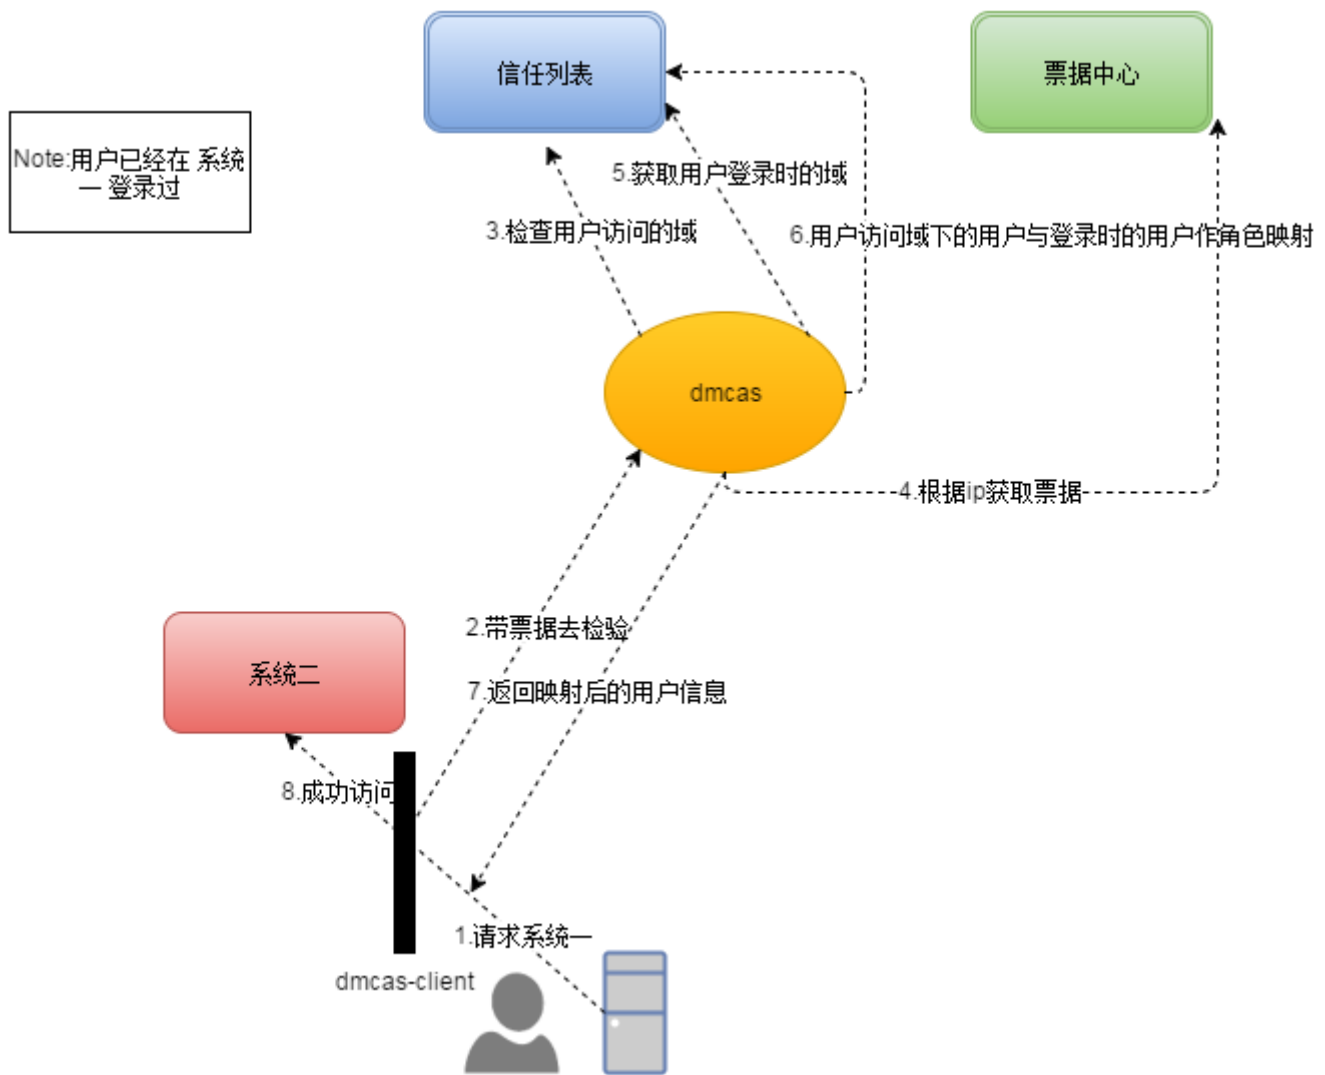 信任列表
票据中心
Note:用户已经在 系统
一 登录过
5.获取用户登录时的域
3.检查用户访问的域
6.用户访问域下的用户与登录时的用户作角色映射
dmcas
4.根据ip获取票据
2.带票据去检验
系统二
7.返回映射后的用户信息
8.成功访问
1.请求系统一
dmcas-client